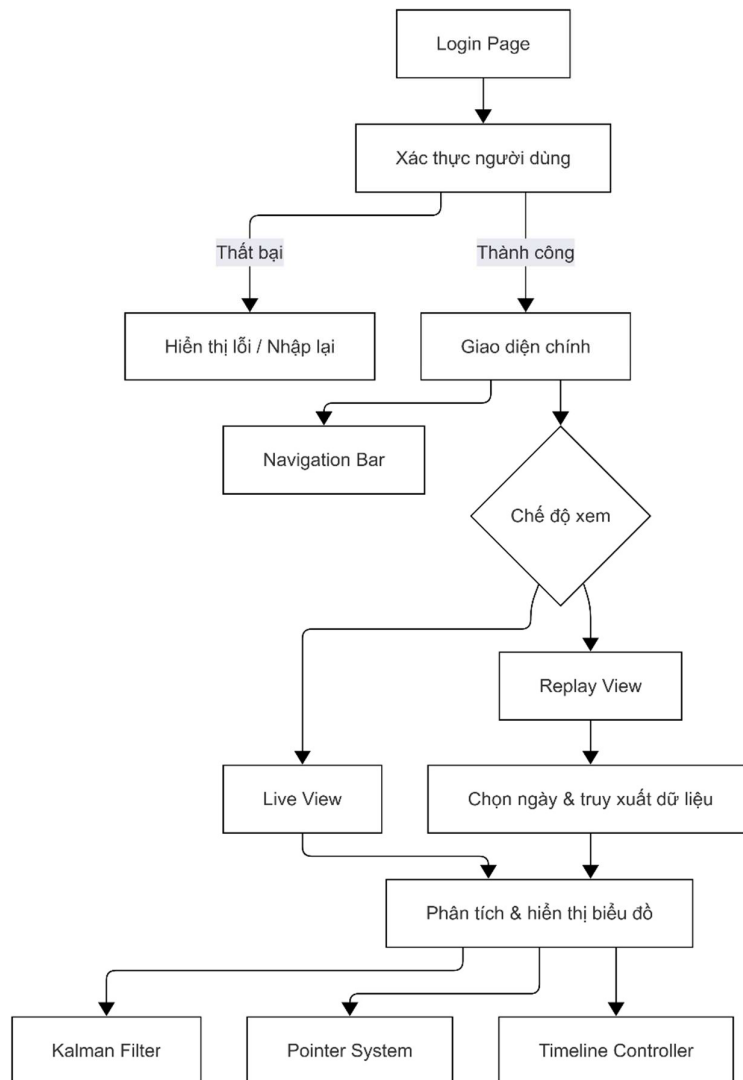 Login Page
Xác thực người dùng
Thất bại
Thành công
Hiển thị lỗi / Nhập lại
Giao diện chính
Navigation Bar
Chế độ xem
Replay View
Live View
Chọn ngày & truy xuất dữ liệu
Phân tích & hiển thị biểu đồ
Kalman Filter
Pointer System
Timeline Controller